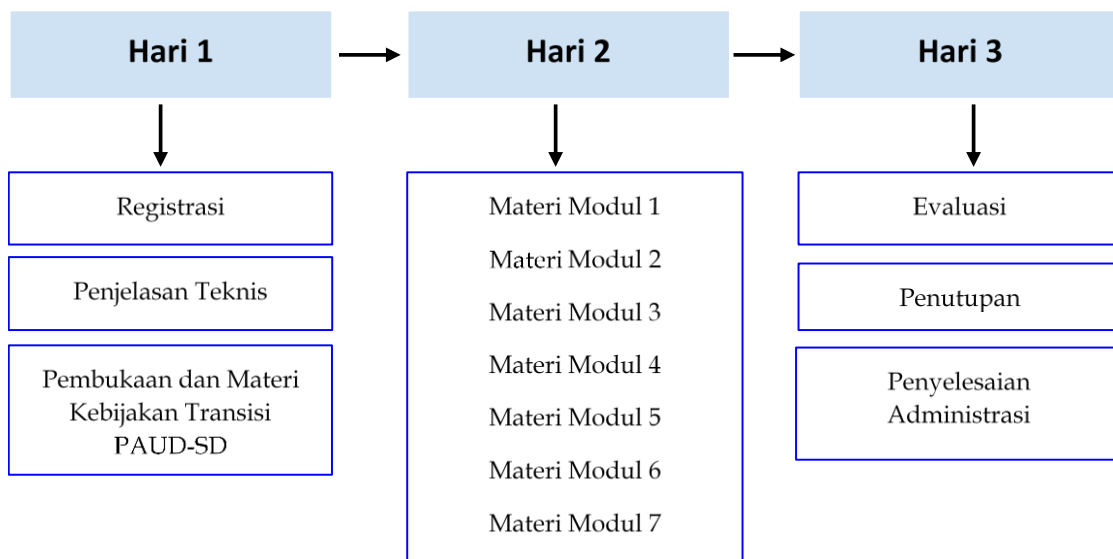 Hari 1
Hari 2
Hari 3
Registrasi
Penjelasan Teknis
Pembukaan dan Materi
Kebijakan Transisi
PAUD-SD
Materi Modul 1
Materi Modul 2
Materi Modul 3
Materi Modul 4
Materi Modul 5
Materi Modul 6
Materi Modul 7
Evaluasi
Penutupan
Penyelesaian
Administrasi